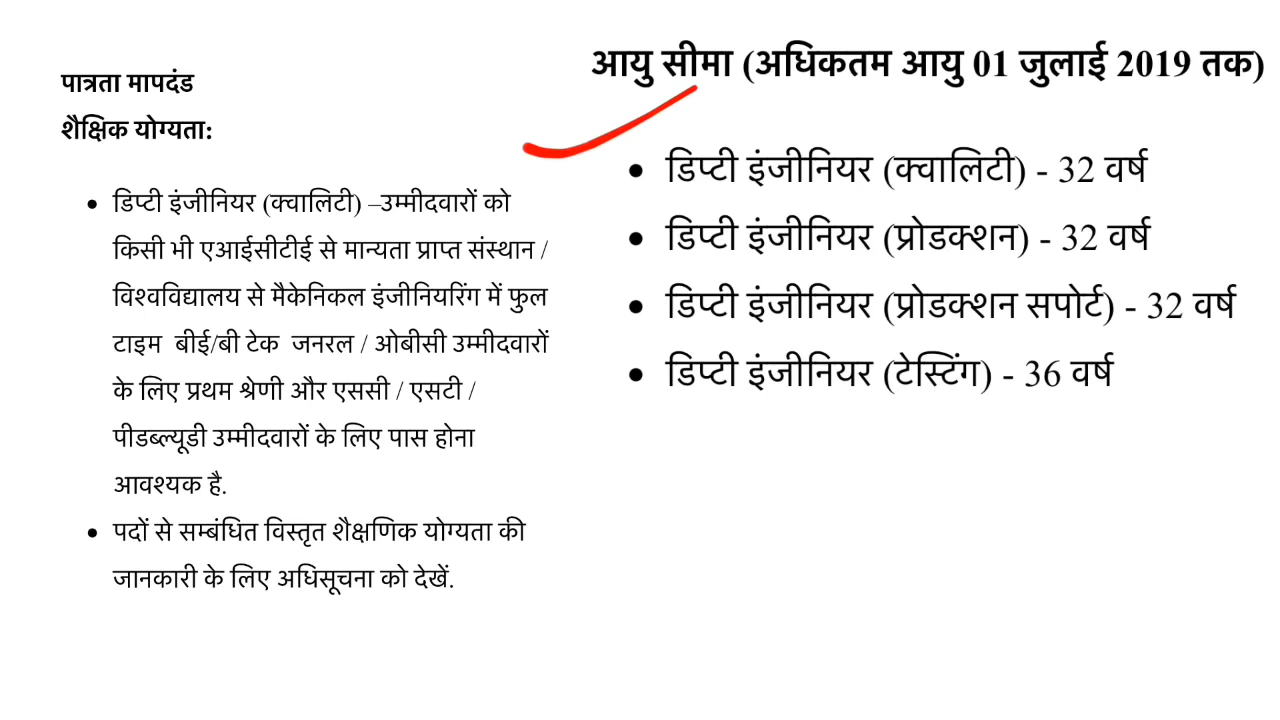 पात्रता मापदंड
शैक्षिक योग्यता:
डिप्टी इंजीनियर (क्वालिटी) –उम्मीदवारों को
किसी भी एआईसीटीई से मान्यता प्राप्त संस्थान /
विश्वविद्यालय से मैकेनिकल इंजीनियरिंग में फुल
टाइम बीई/बी टेक जनरल / ओबीसी उम्मीदवारों
के लिए प्रथम श्रेणी और एससी / एसटी /
पीडब्ल्यूडी उम्मीदवारों के लिए पास होना
आवश्यक है.
पदों से सम्बंधित विस्तृत शैक्षणिक योग्यता की
जानकारी के लिए अधिसूचना को देखें.
आयु सीमा (अधिकतम आयु 01 जुलाई 2019 तक)
डिप्टी इंजीनियर (क्वालिटी) - 32 वर्ष
डिप्टी इंजीनियर (प्रोडक्शन) - 32 वर्ष
डिप्टी इंजीनियर (प्रोडक्शन सपोर्ट) - 32 वर्ष
डिप्टी इंजीनियर (टेस्टिंग) - 36 वर्ष